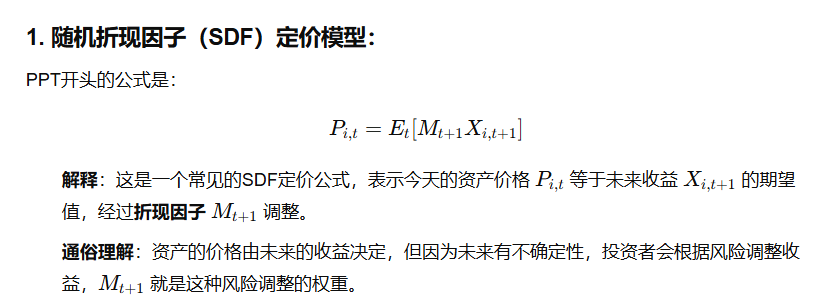 1. 随机折现因子（SDF）定价模型：
PPT开头的公式是：
P_{i,t} = E_t[M_{t+1}X_{i,t+1}]
解释：这是一个常见的SDF定价公式，表示今天的资产价格 P_{i,t} 等于未来收益 X_{i,t+1} 的期望
值，经过折现因子 M_{t+1} 调整。
通俗理解：资产的价格由未来的收益决定，但因为未来有不确定性，投资者会根据风险调整收
益，M_{t+1} 就是这种风险调整的权重。